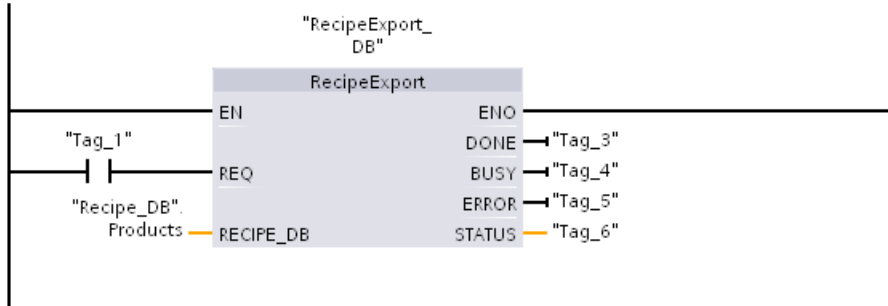 "RecipeExport_
DB"
RecipeExport
EN ENO
"Tag_1" DONE "Tag_3"
REQ BUSY "Tag_4"
"Recipe_DB". ERROR "Tag_5"
Products RECIPE_DB STATUS "Tag_6"